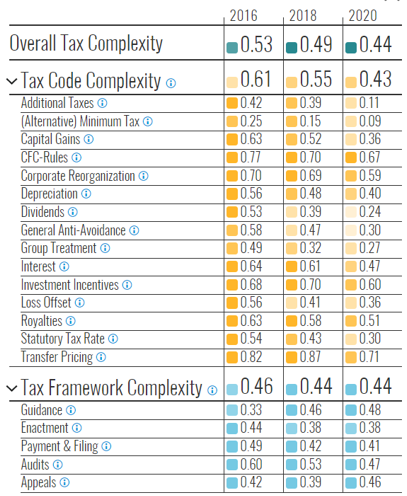 2016 2018 2020
Overall Tax Complexity 0.53 0.49 0.44
Tax Code Complexity 0.61 0.55 0.43
Additional Taxes 0.42 0.39 0.11
(Alternative) Minimum Tax 0.25 0.15 0.09
Capital Gains 0.63 0.52 0.36
CFC-Rules 0.77 0.70 0.67
Corporate Reorganization 0.70 0.69 0.59
Depreciation 0.56 0.48 0.40
Dividends 0.53 0.39 0.24
General Anti-Avoidance 0.58 0.47 0.30
Group Treatment 0.49 0.32 0.27
Interest 0.64 0.61 0.47
Investment Incentives 0.68 0.70 0.60
Loss Offset 0.56 0.41 0.36
Royalties 0.63 0.58 0.51
Statutory Tax Rate 0.54 0.43 0.30
Transfer Pricing 0.82 0.87 0.71
Tax Framework Complexity 0.46 0.44 0.44
Guidance 0.33 0.46 0.48
Enactment 0.44 0.38 0.38
Payment & Filing 0.49 0.42 0.41
Audits 0.60 0.53 0.47
Appeals 0.42 0.39 0.46